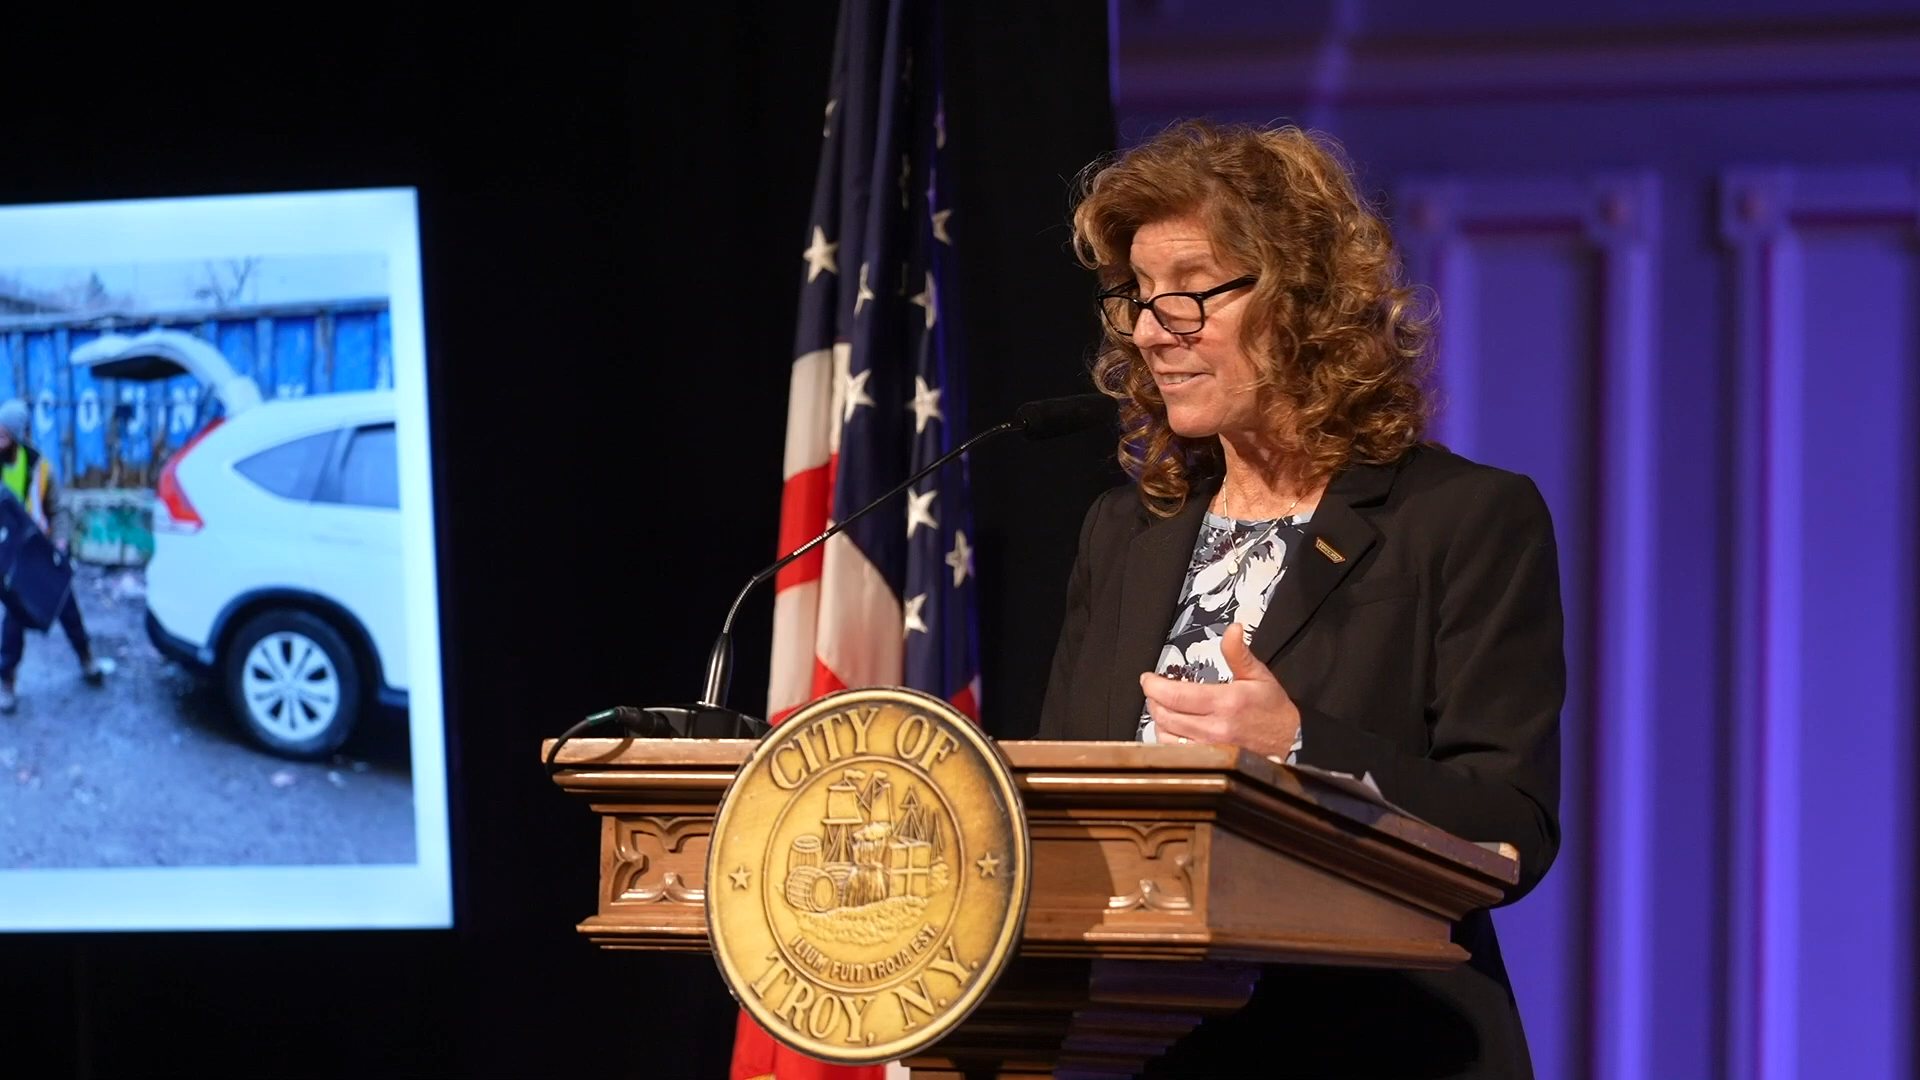 CITY OF
ILIUM FUIT TROJA EST.
TROY, N.Y.